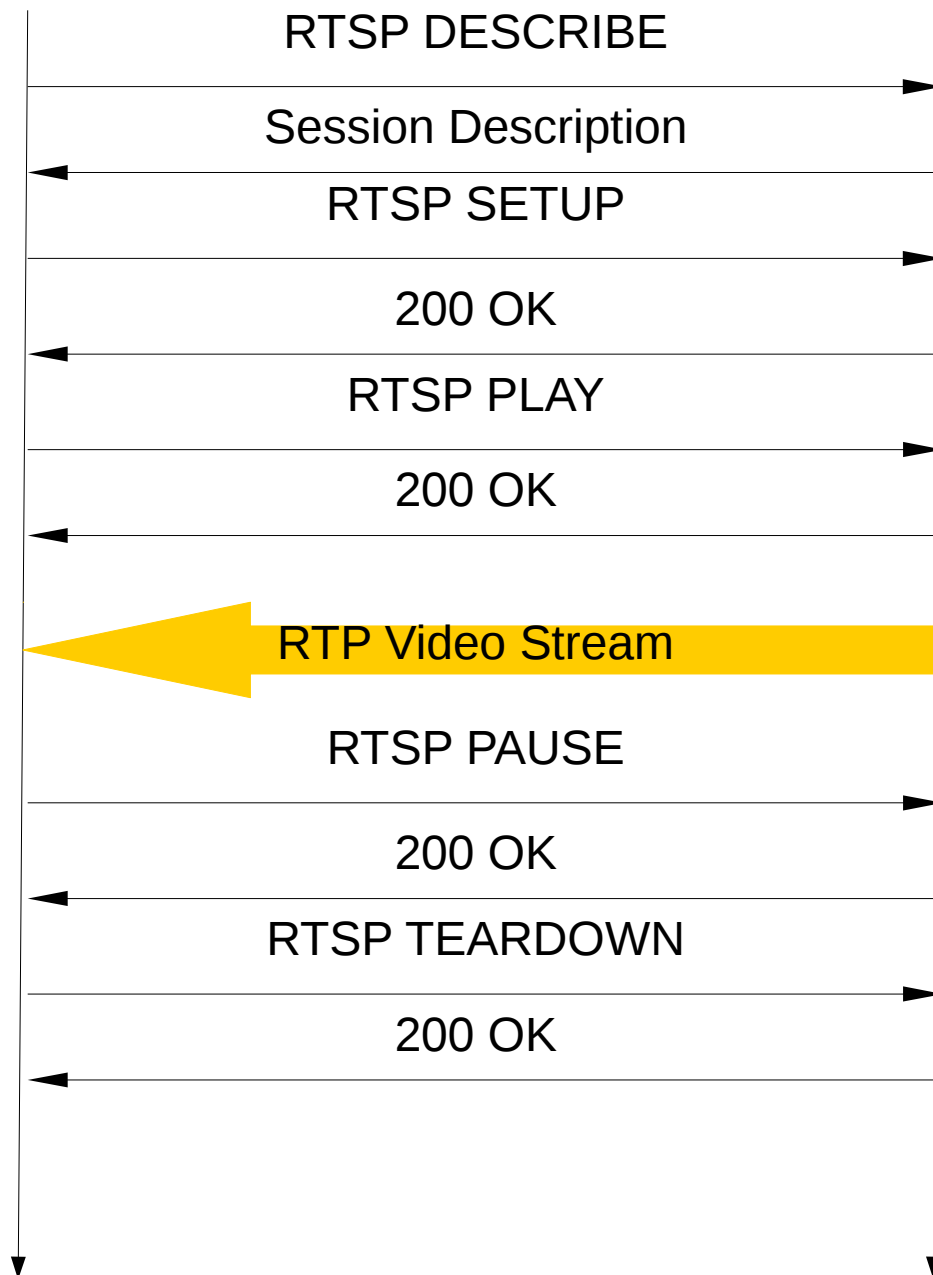 RTSP DESCRIBE
Session Description
RTSP SETUP
200 OK
RTSP PLAY
200 OK
RTP Video Stream
RTSP PAUSE
200 OK
RTSP TEARDOWN
200 OK